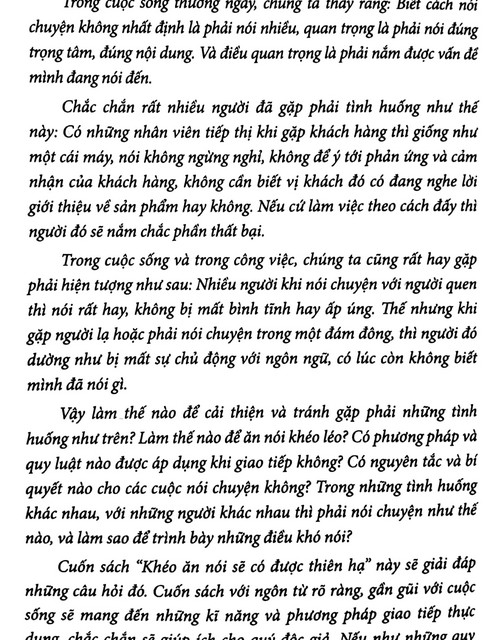 Trong cuộc sống thường ngày, chúng ta thấy rằng: Biết cách nói
chuyện không nhất định là phải nói nhiều, quan trọng là phải nói đúng
trọng tâm, đúng nội dung. Và điều quan trọng là phải nắm được vấn đề
mình đang nói đến.
Chắc chắn rất nhiều người đã gặp phải tình huống như thế
này: Có những nhân viên tiếp thị khi gặp khách hàng thì giống như
một cái máy, nói không ngừng nghỉ, không để ý tới phản ứng và cảm
nhận của khách hàng, không cần biết vị khách đó có đang nghe lời
giới thiệu về sản phẩm hay không. Nếu cứ làm việc theo cách đấy thì
người đó sẽ nắm chắc phần thất bại.
Trong cuộc sống và trong công việc, chúng ta cũng rất hay gặp
phải hiện tượng như sau: Nhiều người khi nói chuyện với người quen
thì nói rất hay, không bị mất bình tĩnh hay ấp úng. Thế nhưng khi
gặp người lạ hoặc phải nói chuyện trong một đám đông, thì người đó
dường như bị mất sự chủ động với ngôn ngữ, có lúc còn không biết
mình đã nói gì.
Vậy làm thế nào để cải thiện và tránh gặp phải những tình
huống như trên? Làm thế nào để ăn nói khéo léo? Có phương pháp và
quy luật nào được áp dụng khi giao tiếp không? Có nguyên tắc và bí
quyết nào cho các cuộc nói chuyện không? Trong những tình huống
khác nhau, với những người khác nhau thì phải nói chuyện như thế
nào, và làm sao để trình bày những điều khó nói?
Cuốn sách “Khéo ăn nói sẽ có được thiên hạ” này sẽ giải đáp
những câu hỏi đó. Cuốn sách với ngôn từ rõ ràng, gần gũi với cuộc
sống sẽ mang đến những kĩ năng và phương pháp giao tiếp thực
dụng, chắc chắn sẽ giúp ích cho quý độc giả. Nếu như những quy